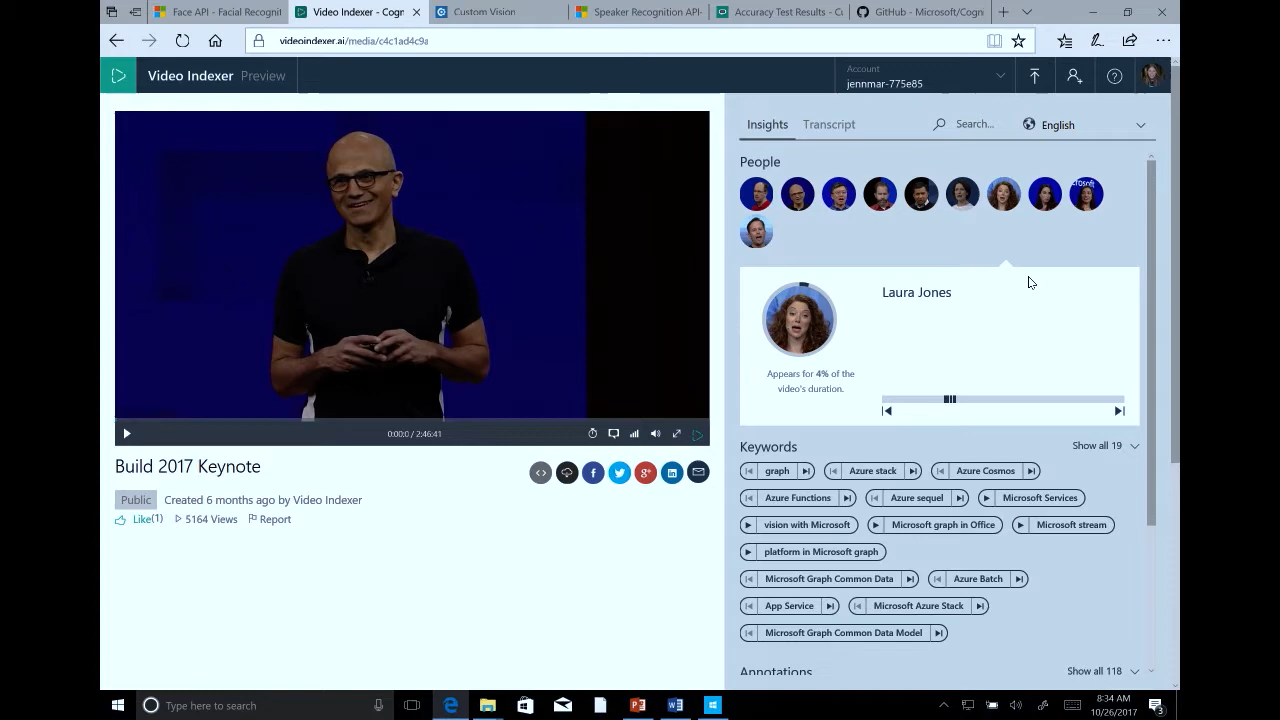 Face API - Facial Recognit
Video Indexer - Cogn
Custom Vision
Speaker Recognition API-
Accuracy Test Results - C
GitHub - Microsoft/Cogni
videoindexer.ai/media/c4c1ad4c9a
Video Indexer Preview
Account
jennmar-775e85
Insights Transcript Search... English
People
Laura Jones
Appears for 4% of the
video's duration.
0:00:0 / 2:46:41
Build 2017 Keynote
Public Created 6 months ago by Video Indexer
Like(1) 5164 Views Report
Keywords Show all 19
graph Azure stack Azure Cosmos
Azure Functions Azure sequel Microsoft Services
vision with Microsoft Microsoft graph in Office Microsoft stream
platform in Microsoft graph
Microsoft Graph Common Data Azure Batch
App Service Microsoft Azure Stack
Microsoft Graph Common Data Model
Annotations Show all 118
Type here to search
8:34 AM
10/26/2017
3